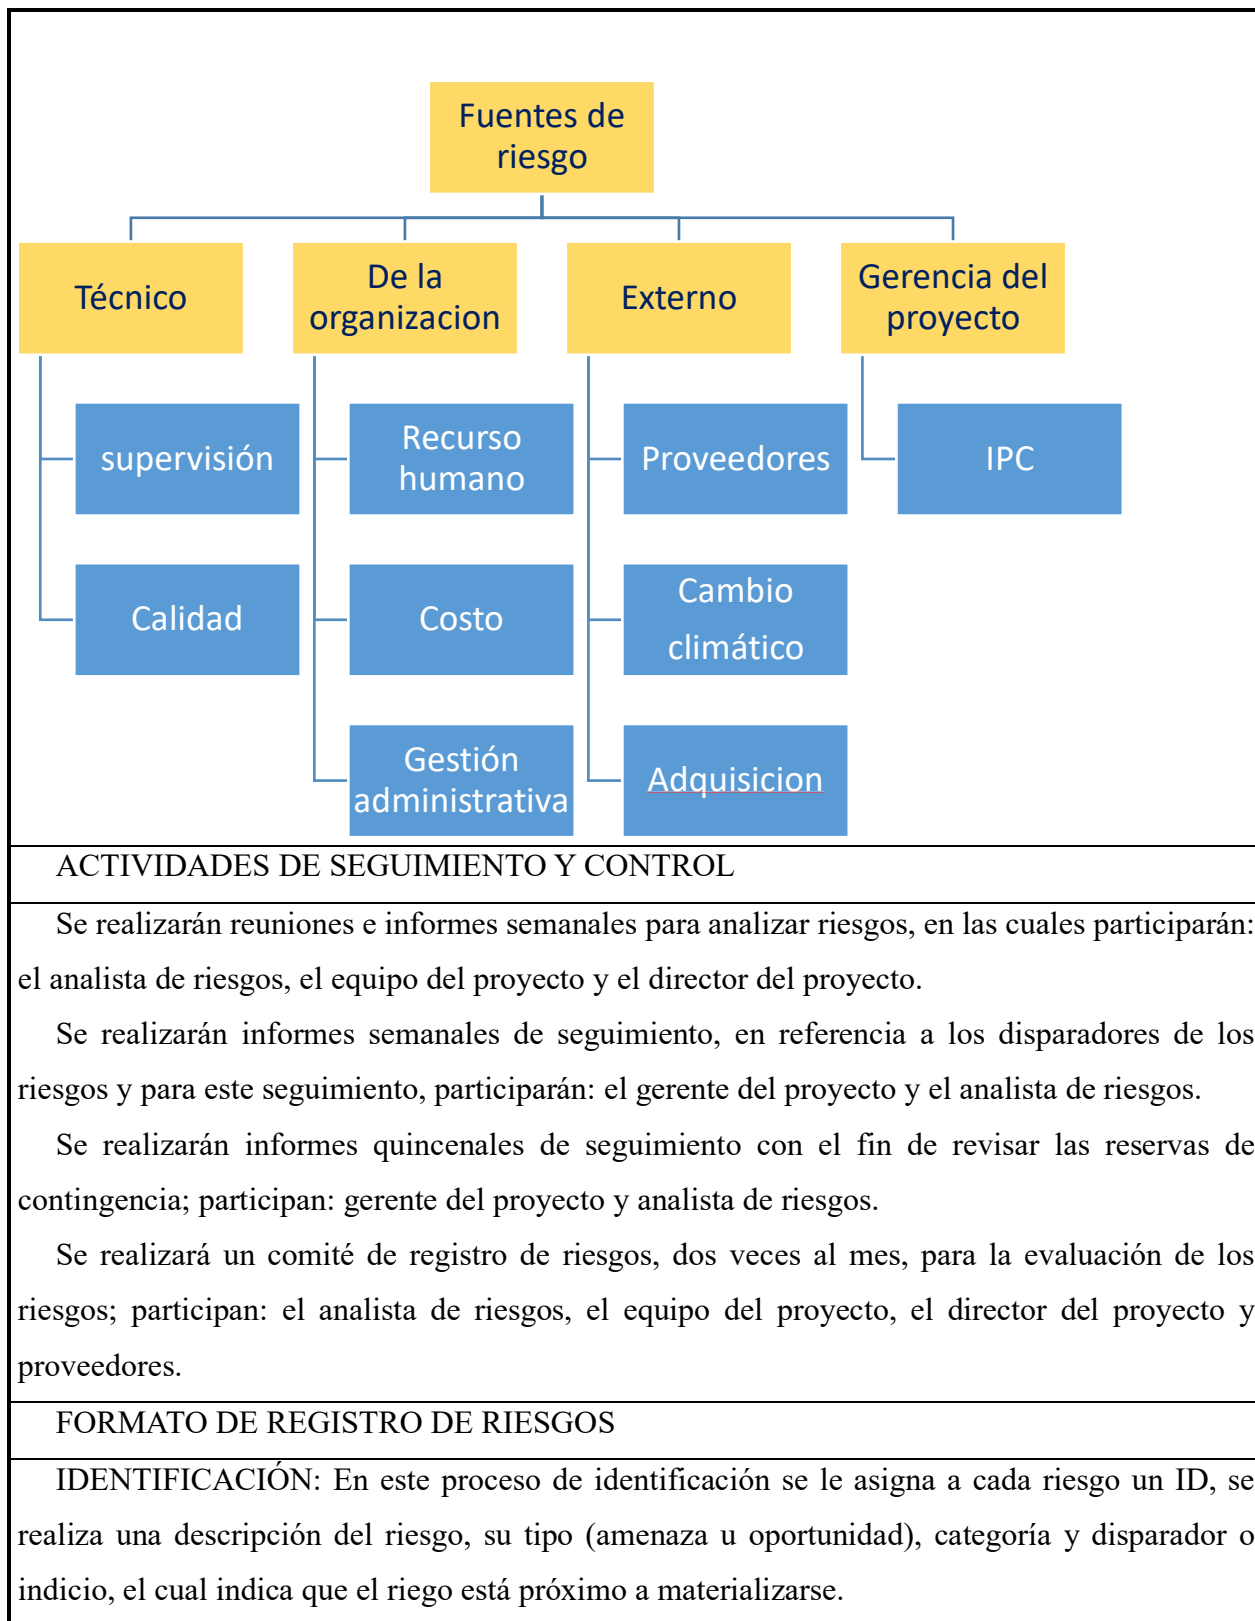 Fuentes de
riesgo
Técnico
De la
organizacion
Externo
Gerencia del
proyecto
supervisión
Recurso
humano
Proveedores
IPC
Calidad
Costo
Cambio
climático
Gestión
administrativa
Adquisicion
ACTIVIDADES DE SEGUIMIENTO Y CONTROL
Se realizarán reuniones e informes semanales para analizar riesgos, en las cuales participarán:
el analista de riesgos, el equipo del proyecto y el director del proyecto.
Se realizarán informes semanales de seguimiento, en referencia a los disparadores de los
riesgos y para este seguimiento, participarán: el gerente del proyecto y el analista de riesgos.
Se realizarán informes quincenales de seguimiento con el fin de revisar las reservas de
contingencia; participan: gerente del proyecto y analista de riesgos.
Se realizará un comité de registro de riesgos, dos veces al mes, para la evaluación de los
riesgos; participan: el analista de riesgos, el equipo del proyecto, el director del proyecto y
proveedores.
FORMATO DE REGISTRO DE RIESGOS
IDENTIFICACIÓN: En este proceso de identificación se le asigna a cada riesgo un ID, se
realiza una descripción del riesgo, su tipo (amenaza u oportunidad), categoría y disparador o
indicio, el cual indica que el riego está próximo a materializarse.